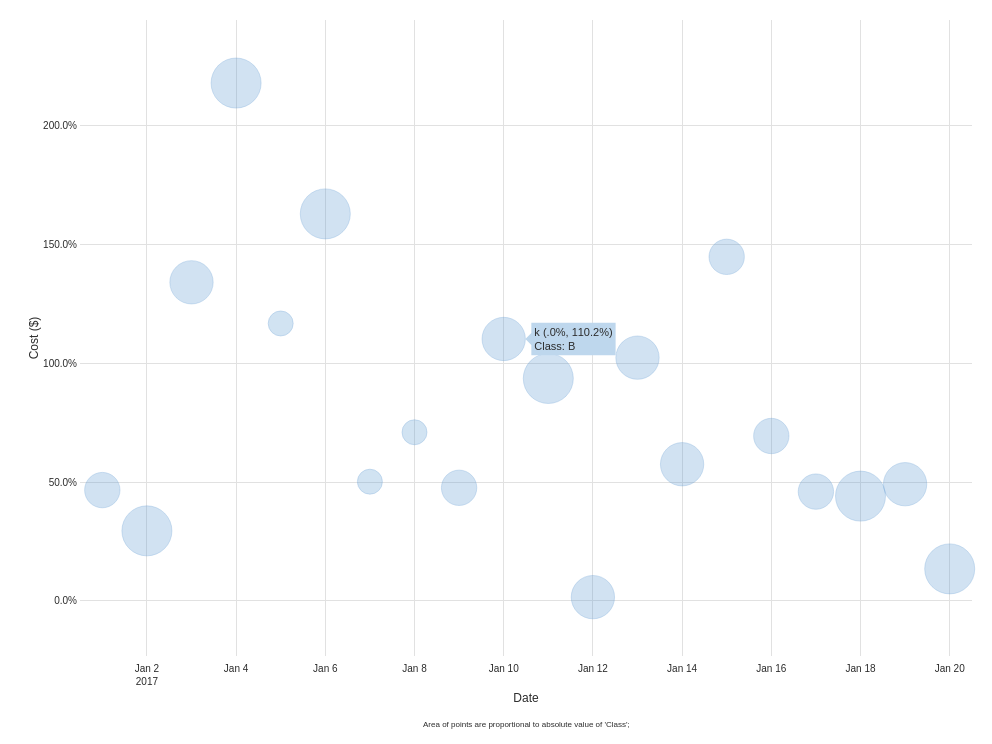 200.0%
150.0%
100.0%
50.0%
0.0%
Cost ($)
k (.0%, 110.2%)
Class: B
Jan 2 Jan 4 Jan 6 Jan 8 Jan 10 Jan 12 Jan 14 Jan 16 Jan 18 Jan 20
2017
Date
Area of points are proportional to absolute value of 'Class';